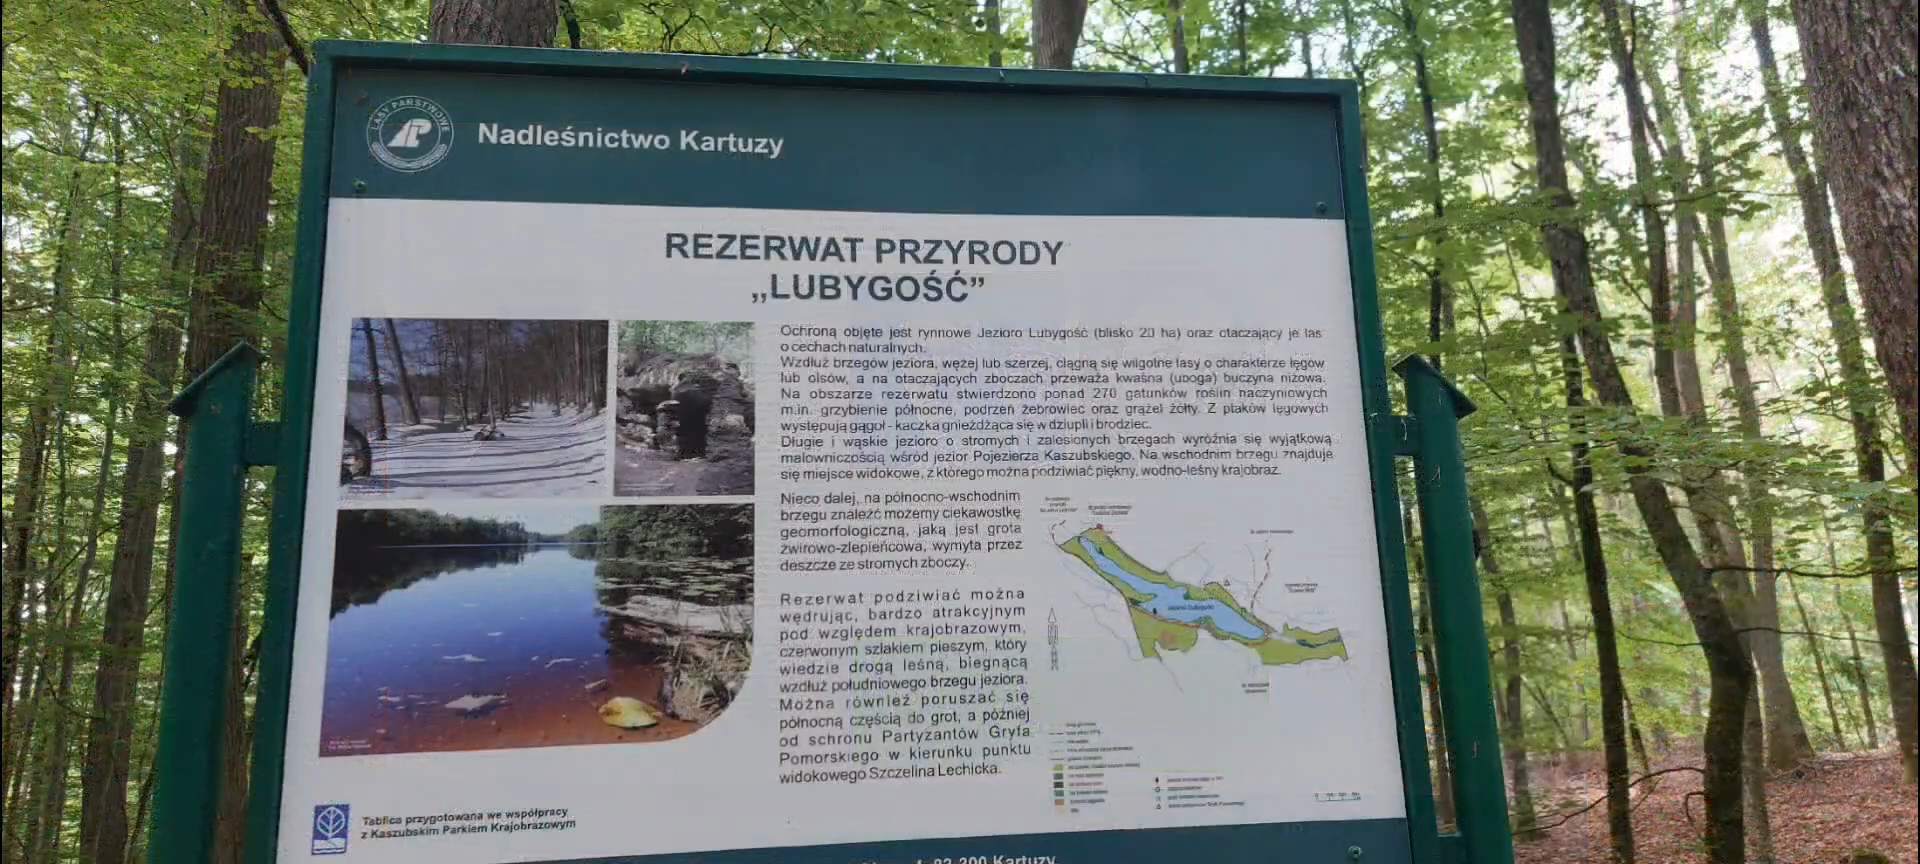 LASY PAŃSTWOWE
Nadleśnictwo Kartuzy
REZERWAT PRZYRODY
„LUBYGOŚĆ”
Ochroną objęte jest rynnowe Jezioro Lubygość (blisko 20 ha) oraz otaczający je las
o cechach naturalnych.
Wzdłuż brzegów jeziora, węziej lub szerzej, ciągną się wilgotne lasy o charakterze łęgów
lub olsów, a na otaczających zboczach przeważa kwaśna (uboga) buczyna niżowa.
Na obszarze rezerwatu stwierdzono ponad 270 gatunków roślin naczyniowych
m.in. grzybienie północne, podrzeń żebrowiec oraz grążel żółty. Z ptaków lęgowych
występują gągoł - kaczka gnieżdżąca się w dziupli i brodziec.
Długie i wąskie jezioro o stromych i zalesionych brzegach wyróżnia się wyjątkową
malowniczością wśród jezior Pojezierza Kaszubskiego. Na wschodnim brzegu znajduje
się miejsce widokowe, z którego można podziwiać piękny, wodno-leśny krajobraz.
Nieco dalej, na północno-wschodnim
brzegu znaleźć możemy ciekawostkę
geomorfologiczną, jaką jest grota
żwirowo-zlepieńcowa, wymyta przez
deszcze ze stromych zboczy.
Rezerwat podziwiać można
wędrując, bardzo atrakcyjnym
pod względem krajobrazowym,
czerwonym szlakiem pieszym, który
wiedzie drogą leśną, biegnącą
wzdłuż południowego brzegu jeziora.
Można również poruszać się
północną częścią do grot, a później
od schronu Partyzantów Gryfa
Pomorskiego w kierunku punktu
widokowego Szczelina Lechicka.
Jezioro Lubygość
Tablica przygotowana we współpracy
z Kaszubskim Parkiem Krajobrazowym
83-300 Kartuzy